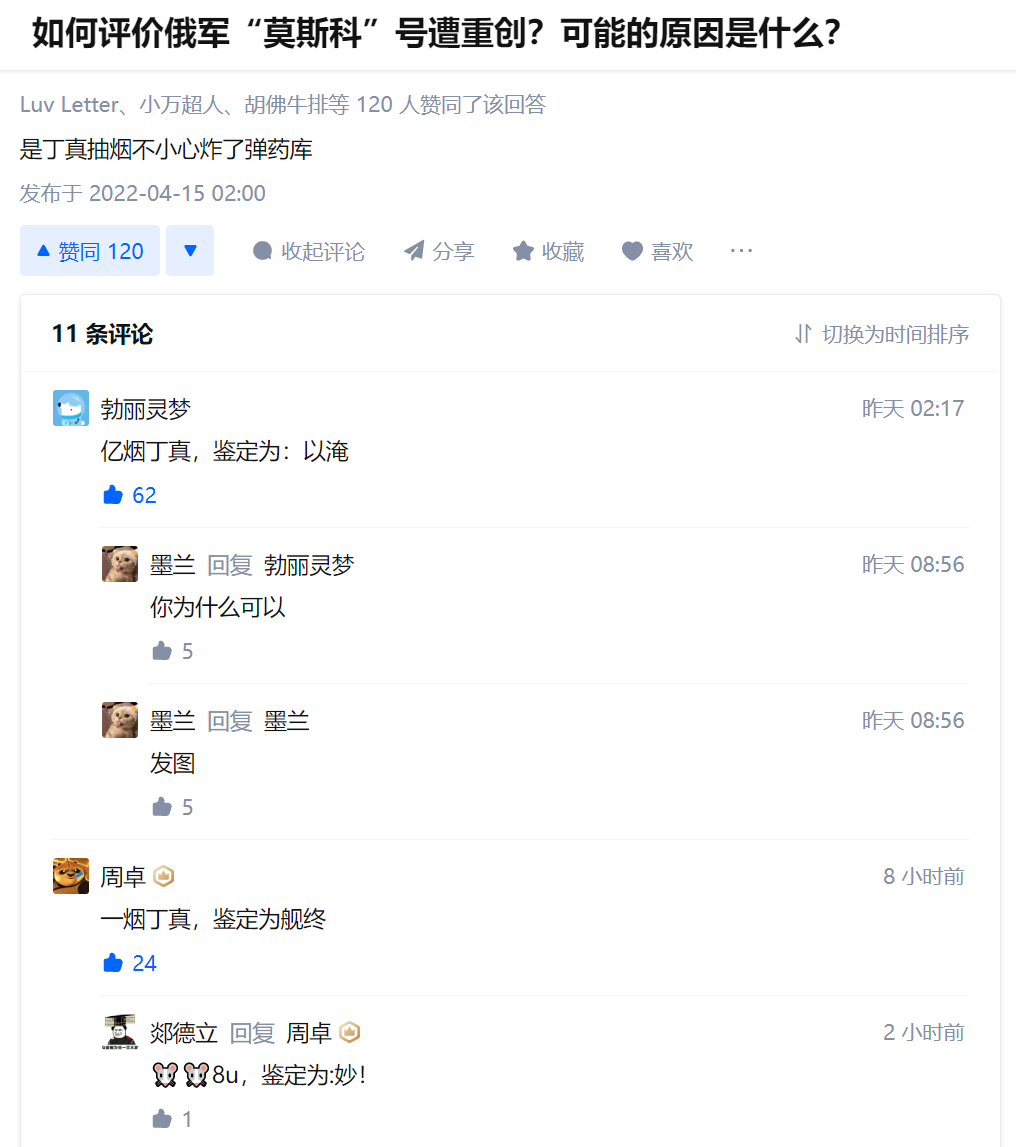 如何评价俄军“莫斯科”号遭重创？可能的原因是什么？
Luv Letter、小万超人、胡佛牛排等 120 人赞同了该回答
是丁真抽烟不小心炸了弹药库
发布于 2022-04-15 02:00
赞同 120 收起评论 分享 收藏 喜欢 ···
11 条评论 切换为时间排序
勃丽灵梦 昨天 02:17
亿烟丁真，鉴定为：以淹
62
墨兰 回复 勃丽灵梦 昨天 08:56
你为什么可以
5
墨兰 回复 墨兰 昨天 08:56
发图
5
周卓 8 小时前
一烟丁真，鉴定为舰终
24
郯德立 回复 周卓 2 小时前
🐭🐭8u，鉴定为:妙！
1